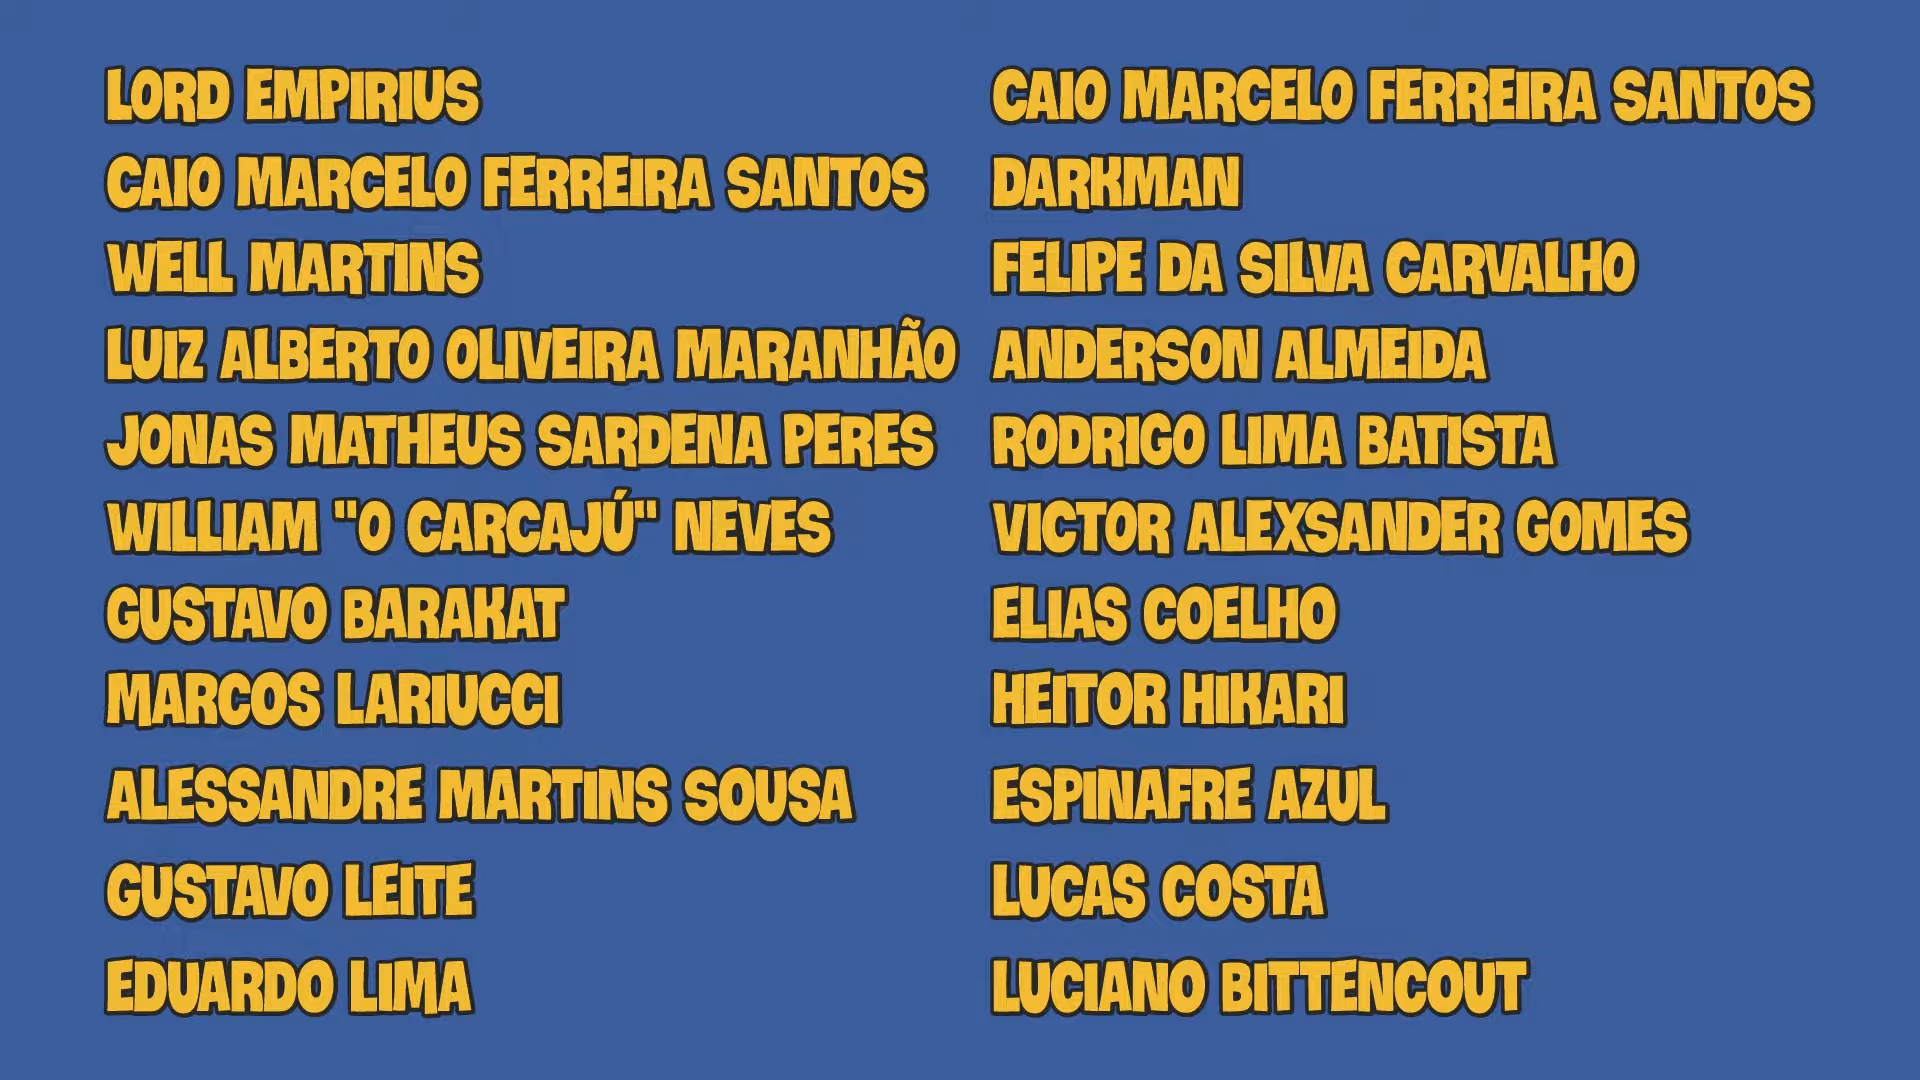 LORD EMPIRIUS
CAIO MARCELO FERREIRA SANTOS
WELL MARTINS
LUIZ ALBERTO OLIVEIRA MARANHÃO
JONAS MATHEUS SARDENA PERES
WILLIAM "O CARCAJÚ" NEVES
GUSTAVO BARAKAT
MARCOS LARIUCCI
ALESSANDRE MARTINS SOUSA
GUSTAVO LEITE
EDUARDO LIMA
CAIO MARCELO FERREIRA SANTOS
DARKMAN
FELIPE DA SILVA CARVALHO
ANDERSON ALMEIDA
RODRIGO LIMA BATISTA
VICTOR ALEXSANDER GOMES
ELIAS COELHO
HEITOR HIKARI
ESPINAFRE AZUL
LUCAS COSTA
LUCIANO BITTENCOUT